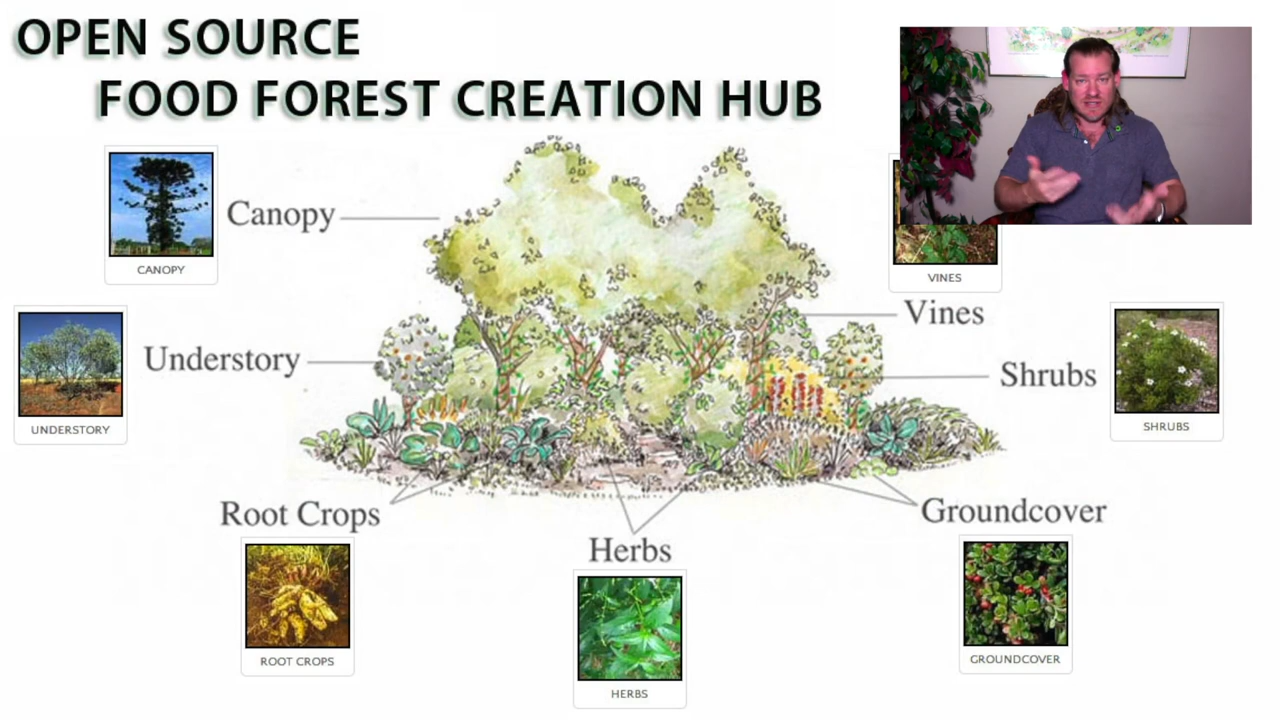 OPEN SOURCE
FOOD FOREST CREATION HUB
CANOPY
Canopy
VINES
Vines
UNDERSTORY
Understory
Shrubs
SHRUBS
Root Crops
ROOT CROPS
Herbs
HERBS
Groundcover
GROUNDCOVER